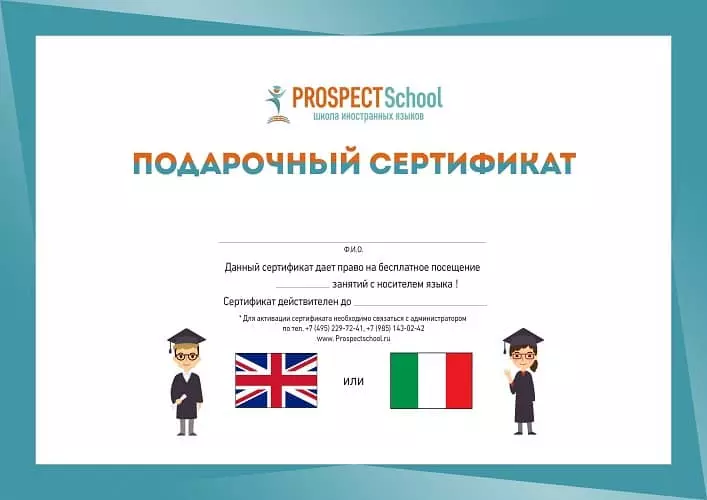 PROSPECTSchool
школа иностранных языков
ПОДАРОЧНЫЙ СЕРТИФИКАТ
Ф.И.О.
Данный сертификат дает право на бесплатное посещение
занятий с носителем языка !
Сертификат действителен до
* Для активации сертификата необходимо связаться с администратором
по тел. +7 (495) 229-72-41, +7 (985) 143-02-42
www. Prospectschool.ru
или